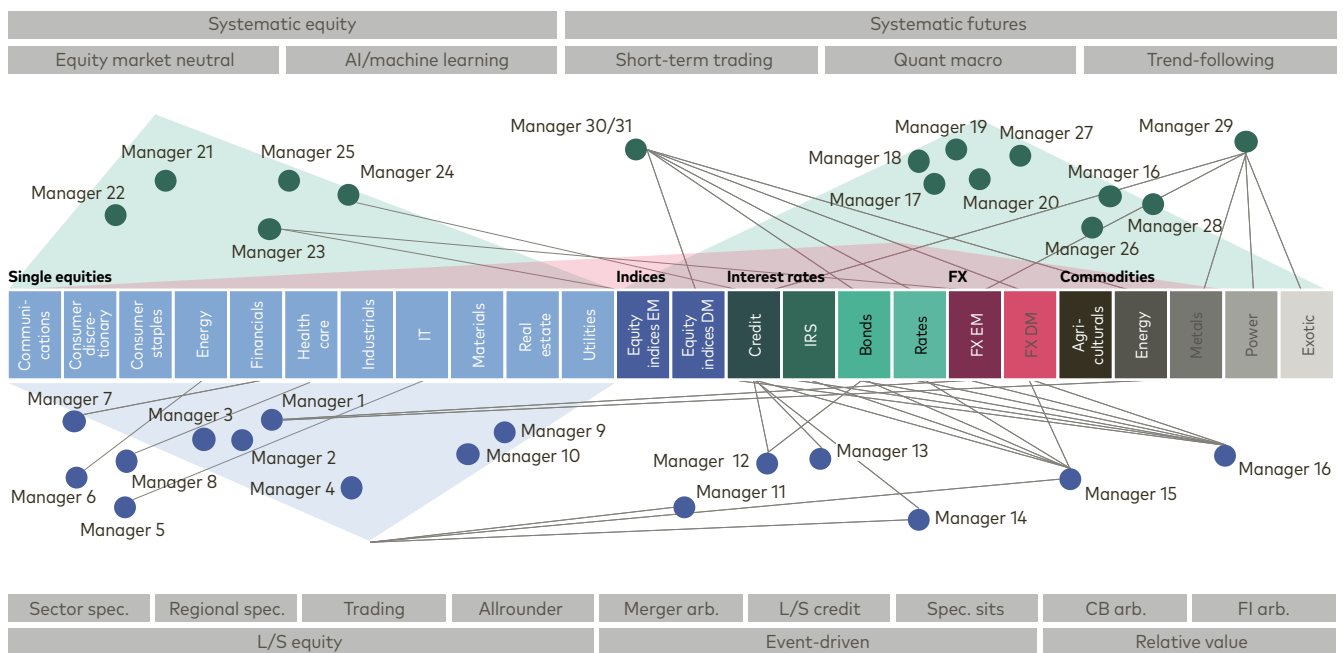 Systematic equity
Systematic futures
Equity market neutral
AI/machine learning
Short-term trading
Quant macro
Trend-following
Manager 30/31
Manager 19
Manager 27
Manager 29
Manager 21
Manager 25
Manager 18
Manager 24
Manager 16
Manager 22
Manager 17
Manager 20
Manager 28
Manager 23
Manager 26
Single equities
Indices
Interest rates
FX
Commodities
Communi-
cations
Consumer
discre-
tionary
Consumer
staples
Energy
Financials
Health
care
Industrials
IT
Materials
Real
estate
Utilities
Equity
indices EM
Equity
indices DM
Credit
IRS
Bonds
Rates
FX EM
FX DM
Agri-
culturals
Energy
Metals
Power
Exotic
Manager 7
Manager 3
Manager 1
Manager 9
Manager 2
Manager 10
Manager 12
Manager 13
Manager 16
Manager 8
Manager 4
Manager 6
Manager 11
Manager 15
Manager 5
Manager 14
Sector spec.
Regional spec.
Trading
Allrounder
Merger arb.
L/S credit
Spec. sits
CB arb.
FI arb.
L/S equity
Event-driven
Relative value